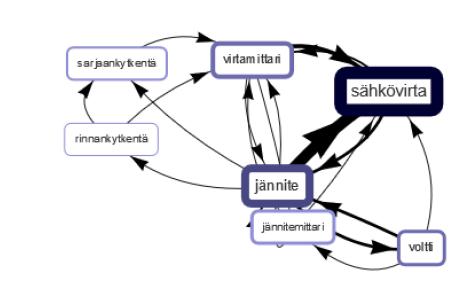 sarjaankytkentä
virtamittari
sähkövirta
rinnankytkentä
jännite
jännitemittari
voltti